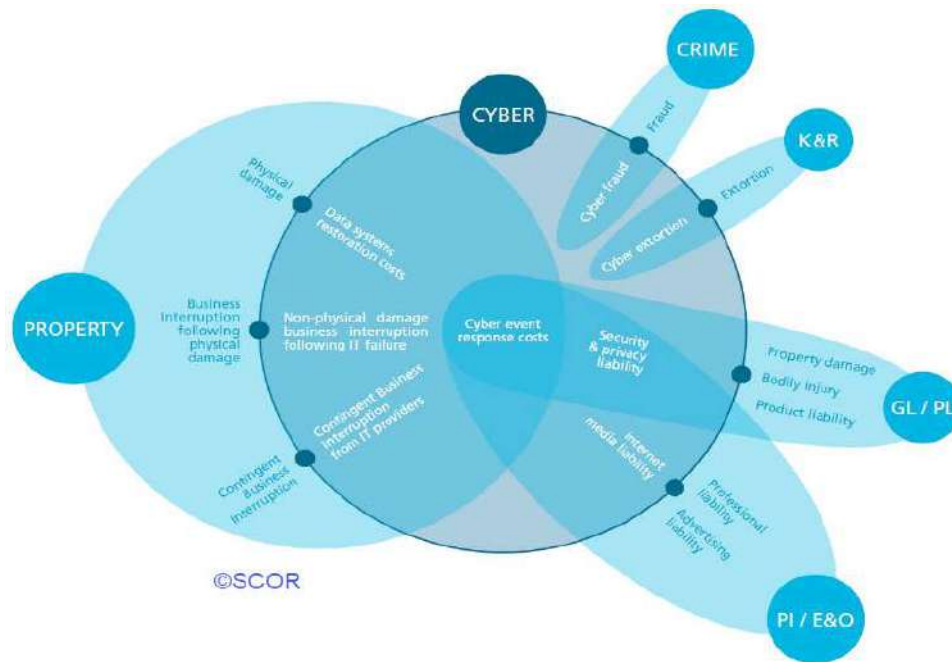 CRIME
CYBER
Fraud
K&R
Cyber fraud
Extortion
Cyber extortion
Physical
damage
Data systems
restoration costs
PROPERTY
Business
Interruption
following
physical
damage
Non-physical damage
business interruption
following IT failure
Cyber event
response costs
Security
& privacy
liability
Property damage
Bodily injury
Product liability
GL / PL
Contingent Business
Interruption
from IT providers
Contingent
Business
Interruption
Internet
media liability
Professional
liability
Advertising
liability
©SCOR
PI / E&O